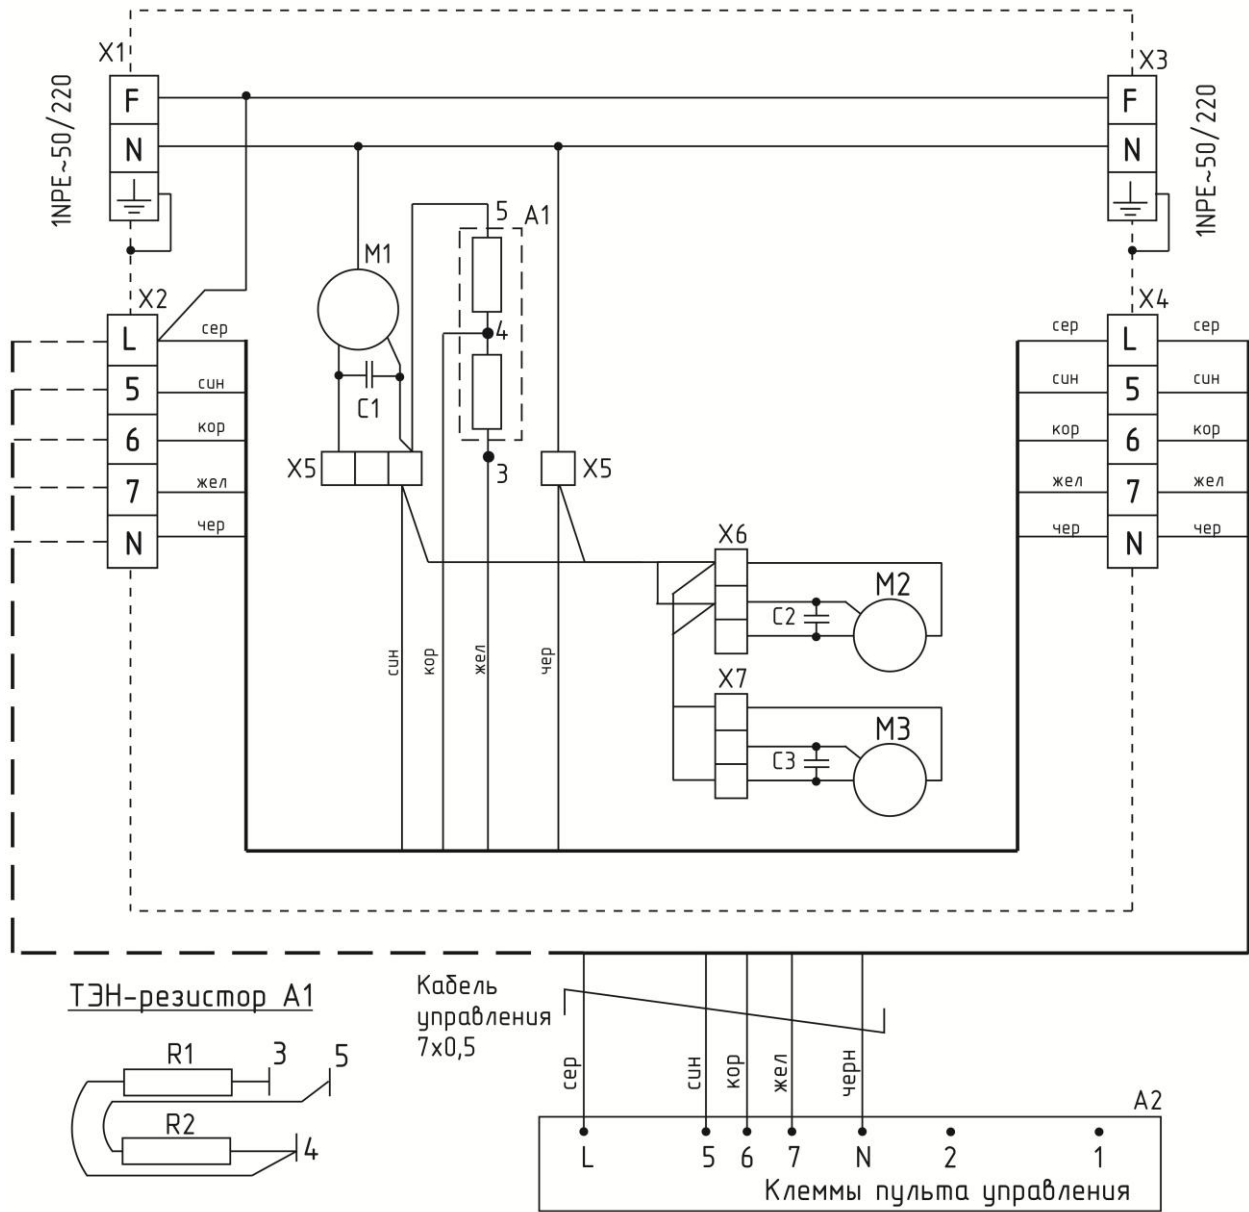 X1
X3
F
N
1NPE~50/220
F
N
1NPE~50/220
5
A1
M1
4
C1
3
X5
X5
X2
L
5
6
7
N
сер
син
кор
жел
чер
X4
L
5
6
7
N
сер
син
кор
жел
чер
сер
син
кор
жел
чер
син
кор
жел
чер
X6
M2
C2
X7
M3
C3
ТЭН-резистор A1
R1
3
5
R2
4
Кабель
управления
7x0,5
сер
син
кор
жел
черн
A2
L 5 6 7 N 2 1
Клеммы пульта управления